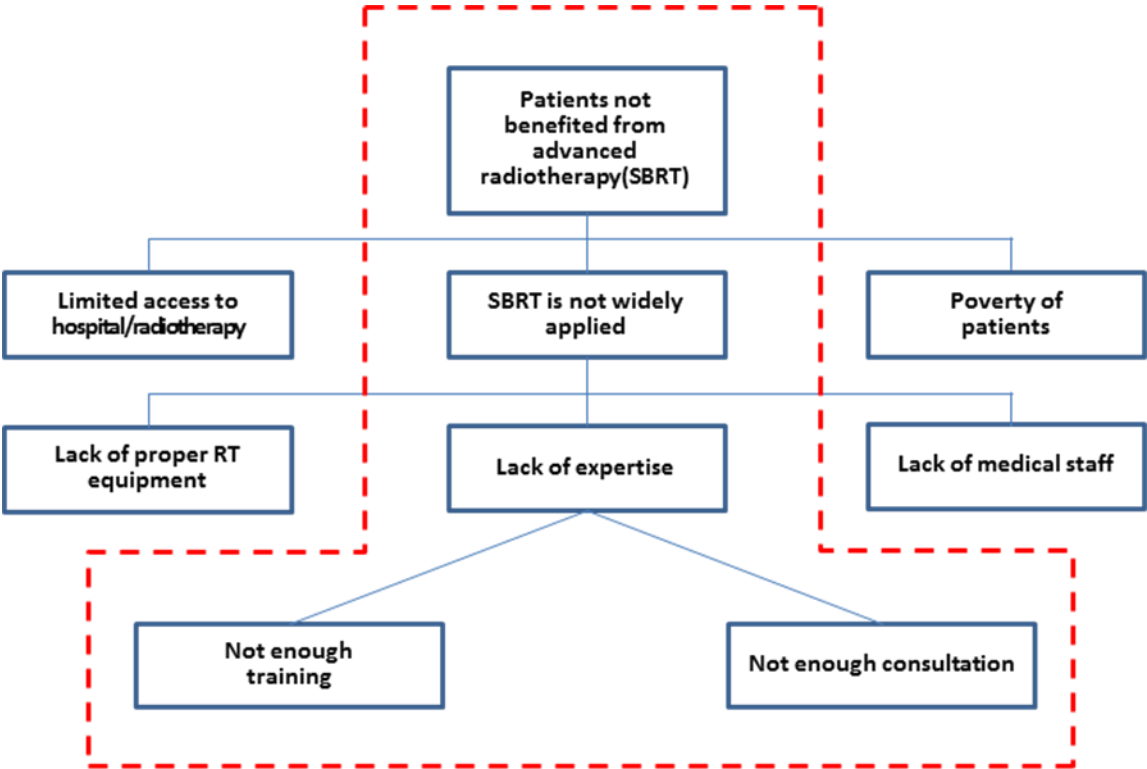 Patients not
benefited from
advanced
radiotherapy(SBRT)
Limited access to
hospital/radiotherapy
SBRT is not widely
applied
Poverty of
patients
Lack of proper RT
equipment
Lack of expertise
Lack of medical staff
Not enough
training
Not enough consultation